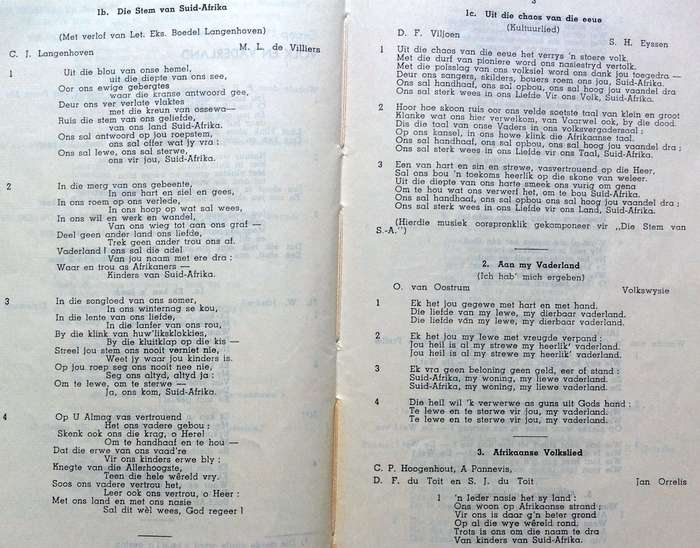 1b. Die Stem van Suid-Afrika
(Met verlof van Let. Eks. Boedel Langenhoven)
C. J. Langenhoven M. L. de Villiers
1 Uit die blou van onse hemel,
uit die diepte van ons see,
Oor ons ewige gebergtes
waar die kranse antwoord gee,
Deur ons ver verlate vlaktes
met die kreun van ossewa—
Ruis die stem van ons geliefde,
van ons land Suid-Afrika.
Ons sal antwoord op jou roepstem,
ons sal offer wat jy vra :
Ons sal lewe, ons sal sterwe,
ons vir jou, Suid-Afrika.
2 In die merg van ons gebeente,
In ons hart en siel en gees,
In ons roem op ons verlede,
In ons hoop op wat sal wees,
In ons wil en werk en wandel,
Van ons wieg tot aan ons graf —
Deel geen ander land ons liefde,
Trek geen ander trou ons af.
Vaderland ! ons sal die adel
Van jou naam met ere dra :
Waar en trou as Afrikaners —
Kinders van Suid-Afrika.
3 In die songloed van ons somer,
In ons winternag se kou,
In die lente van ons liefde,
In die lanfer van ons rou,
By die klink van huw'liksklokkies,
By die kluitklap op die kis —
Streel jou stem ons nooit verniet nie,
Weet jy waar jou kinders is.
Op jou roep seg ons nooit nee nie,
Seg ons altyd, altyd ja :
Om te lewe, om te sterwe —
Ja, ons kom, Suid-Afrika.
4 Op U Almag vas vertrouend
Het ons vadere gebou :
Skenk ook ons die krag, o Here !
Om te handhaaf en te hou —
Dat die erwe van ons vaad're
Vir ons kinders erwe bly :
Knegte van die Allerhoogste,
Teen die hele wêreld vry.
Soos ons vadere vertrou het,
Leer ook ons vertrou, o Heer :
Met ons land en met ons nasie
Sal dit wèl wees, God regeer !
3
1c. Uit die chaos van die eeue
(Kultuurlied)
D. F. Viljoen S. H. Eyssen
1 Uit die chaos van die eeue het verrys 'n stoere volk.
Met die durf van pioniere word ons nasiestryd vertolk.
Met die polsslag van ons volksiel word ons dank jou toegedra —
Deur ons sangers, skilders, bouers roem ons jou, Suid-Afrika.
Ons sal handhaaf, ons sal opbou, ons sal hoog jou vaandel dra
Ons sal sterk wees in ons Liefde Vir ons Volk, Suid-Afrika.
2 Hoor hoe skoon ruis oor ons velde soetste taal van klein en groot
Klanke wat ons hier verwelkom, van Vaarwel ook, by die dood.
Dis die taal van onse Vaders in ons volksvergadersaal :
Op ons kansel, in ons howe klink die Afrikaanse taal.
Ons sal handhaaf, ons sal opbou, ons sal hoog jou vaandel dra ;
Ons sal sterk wees in ons Liefde vir ons Taal, Suid-Afrika.
3 Een van hart en sin en strewe, vasvertrouend op die Heer,
Sal ons bou 'n toekoms heerlik op die skone van weleer.
Uit die diepte van ons harte smeek ons vurig om gena
Om te hou wat ons verwerf het, om te bou Suid-Afrika.
Ons sal handhaaf, ons sal opbou ons sal hoog jou vaandel dra ;
Ons sal sterk wees in ons Liefde vir ons Land, Suid-Afrika.
(Hierdie musiek oorspronklik gekomponeer vir ,,Die Stem van
S.-A.")
2. Aan my Vaderland
(Ich hab' mich ergeben)
O. van Oostrum Volkswysie
1 Ek het jou gegewe met hart en met hand.
Die liefde van my lewe, my dierbaar vaderland.
Die liefde van my lewe, my dierbaar vaderland.
2 Ek het jou my lewe met vreugde verpand ;
Jou heil is al my strewe my heerlik' vaderland.
Jou heil is al my strewe my heerlik' vaderland.
3 Ek vra geen beloning geen geld, eer of stand :
Suid-Afrika, my woning, my liewe vaderland.
Suid-Afrika, my woning, my liewe vaderland.
4 Die heil wil 'k verwerwe as guns uit Gods hand :
Te lewe en te sterwe vir jou, my vaderland.
Te lewe en te sterwe vir jou, my vaderland.
3. Afrikaanse Volkslied
C. P. Hoogenhout, A Pannevis,
D. F. du Toit en S. J. du Toit Jan Orrelis
1 'n Ieder nasie het sy land :
Ons woon op Afrikaanse strand ;
Vir ons is daar g'n beter grond
Op al die wye wêreld rond.
Trots is ons om die naam te dra
Van kinders van Suid-Afrika.